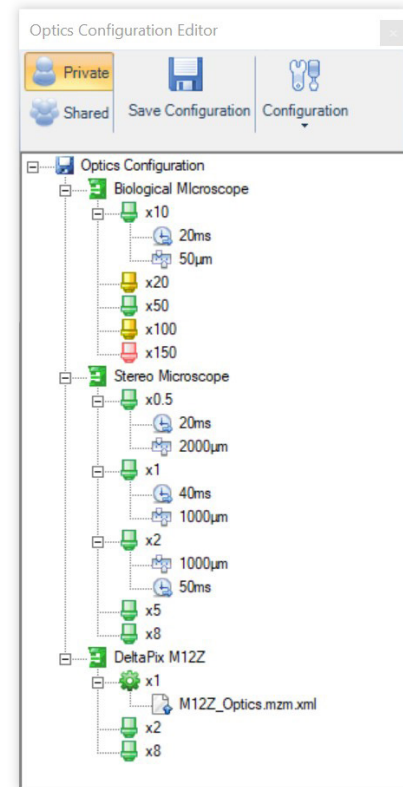 Optics Configuration Editor
Private
Shared
Save Configuration
Configuration
Optics Configuration
Biological MIcroscope
x10
20ms
50µm
x20
x50
x100
x150
Stereo Microscope
x0.5
20ms
2000µm
x1
40ms
1000µm
x2
1000µm
50ms
x5
x8
DeltaPix M12Z
x1
M12Z_Optics.mzm.xml
x2
x8